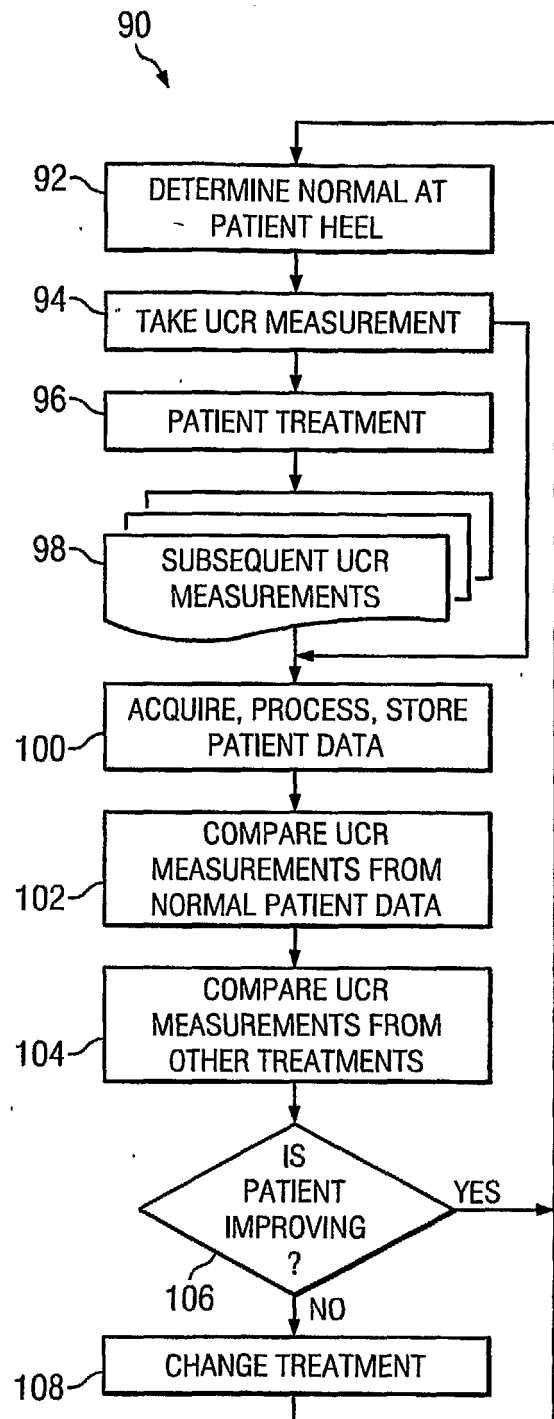 90
92
DETERMINE NORMAL AT
PATIENT HEEL
94
TAKE UCR MEASUREMENT
96
PATIENT TREATMENT
98
SUBSEQUENT UCR
MEASUREMENTS
100
ACQUIRE, PROCESS, STORE
PATIENT DATA
102
COMPARE UCR
MEASUREMENTS FROM
NORMAL PATIENT DATA
104
COMPARE UCR
MEASUREMENTS FROM
OTHER TREATMENTS
IS
PATIENT
IMPROVING
?
YES
106
NO
108
CHANGE TREATMENT